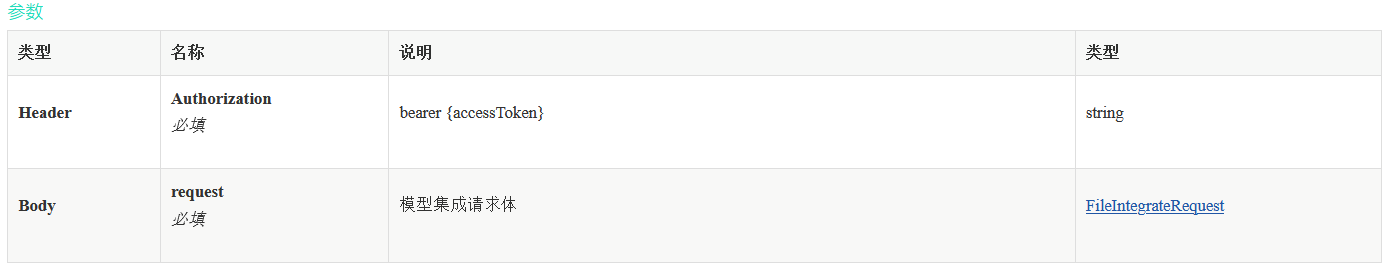 参数
类型 名称 说明 类型
Header Authorization 必填 bearer {accessToken} string
Body request 必填 模型集成请求体 FileIntegrateRequest